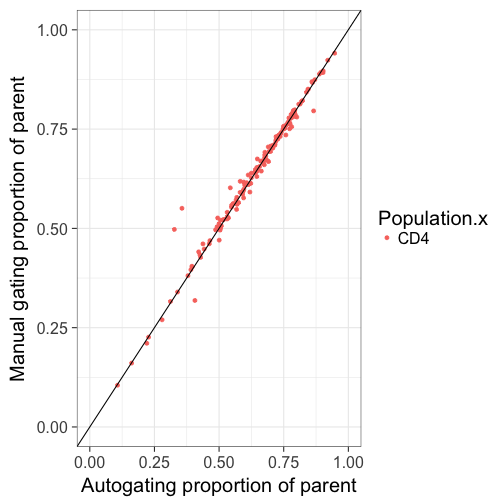 1.00
0.75
0.50
0.25
0.00
Manual gating proportion of parent
0.00 0.25 0.50 0.75 1.00
Autogating proportion of parent
Population.x
CD4